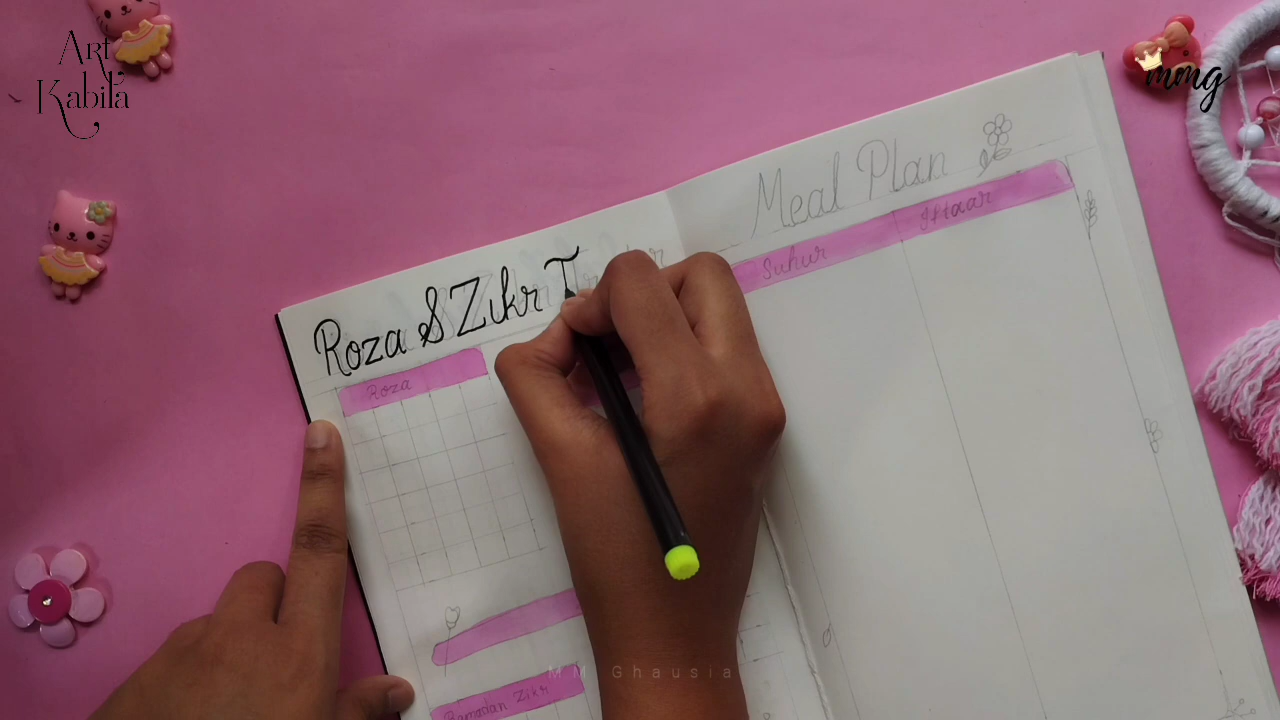 Art
Kabila
mmg
Meal Plan
Suhur
Iftaar
Roza & Zikr T
Roza
Ramadan Zikr
M M Ghausia